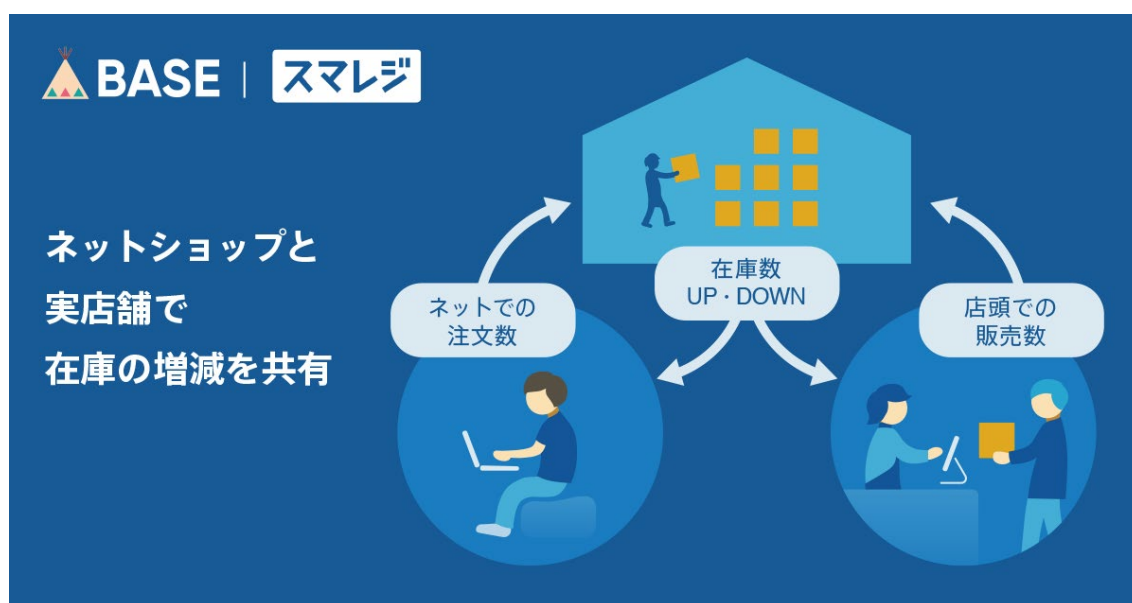 BASE | スマレジ
ネットショップと
実店舗で
在庫の増減を共有
在庫数
UP・DOWN
ネットでの
注文数
店頭での
販売数